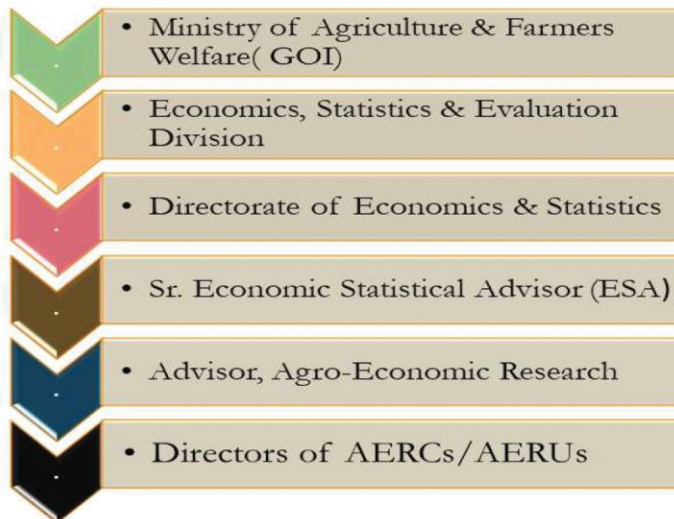 • Ministry of Agriculture & Farmers
Welfare( GOI)
• Economics, Statistics & Evaluation
Division
• Directorate of Economics & Statistics
• Sr. Economic Statistical Advisor (ESA)
• Advisor, Agro-Economic Research
• Directors of AERCs/AERUs